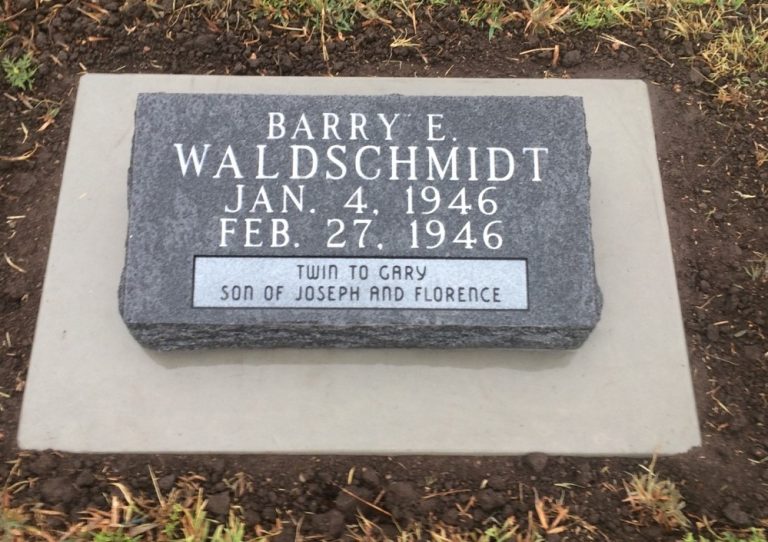 BARRY E.
WALDSCHMIDT
JAN. 4, 1946
FEB. 27, 1946
TWIN TO GARY
SON OF JOSEPH AND FLORENCE